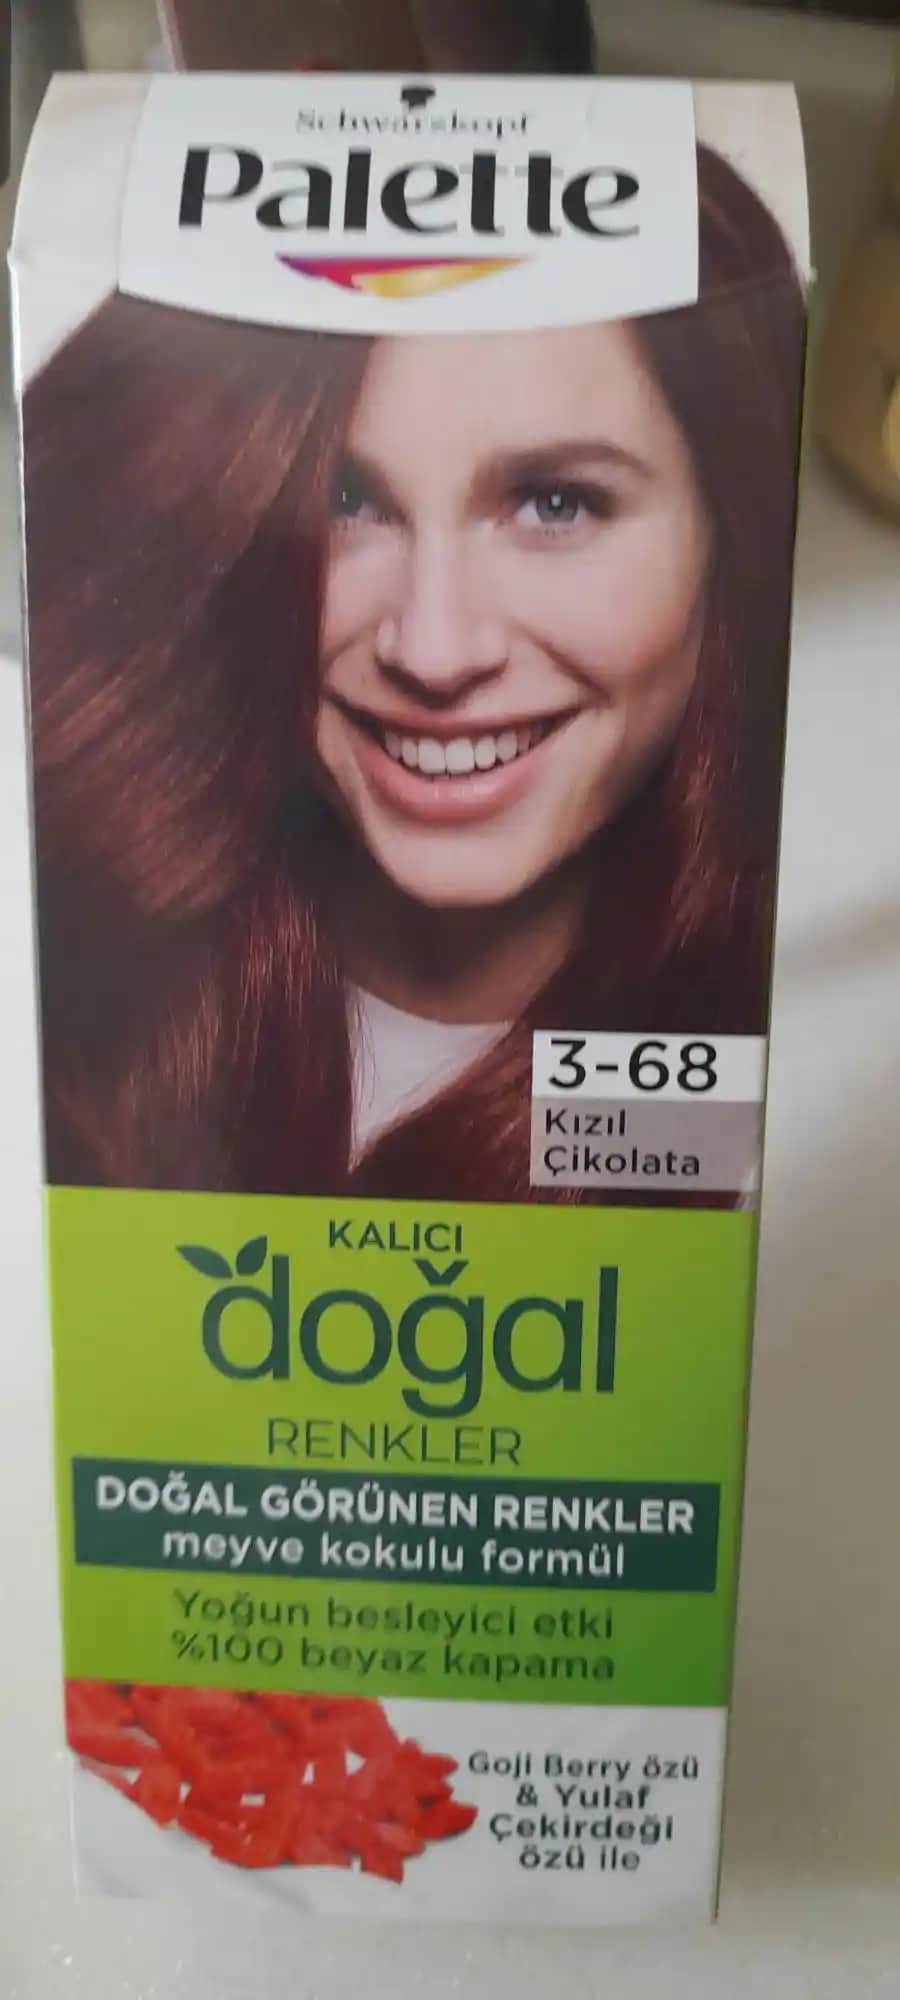 Schwarzkopf
Palette
3-68
Kızıl
Çikolata
KALICI
doğal
RENKLER
DOĞAL GÖRÜNEN RENKLER
meyve kokulu formül
Yoğun besleyici etki
%100 beyaz kapama
Goji Berry özü
& Yulaf
Çekirdeği
özü ile